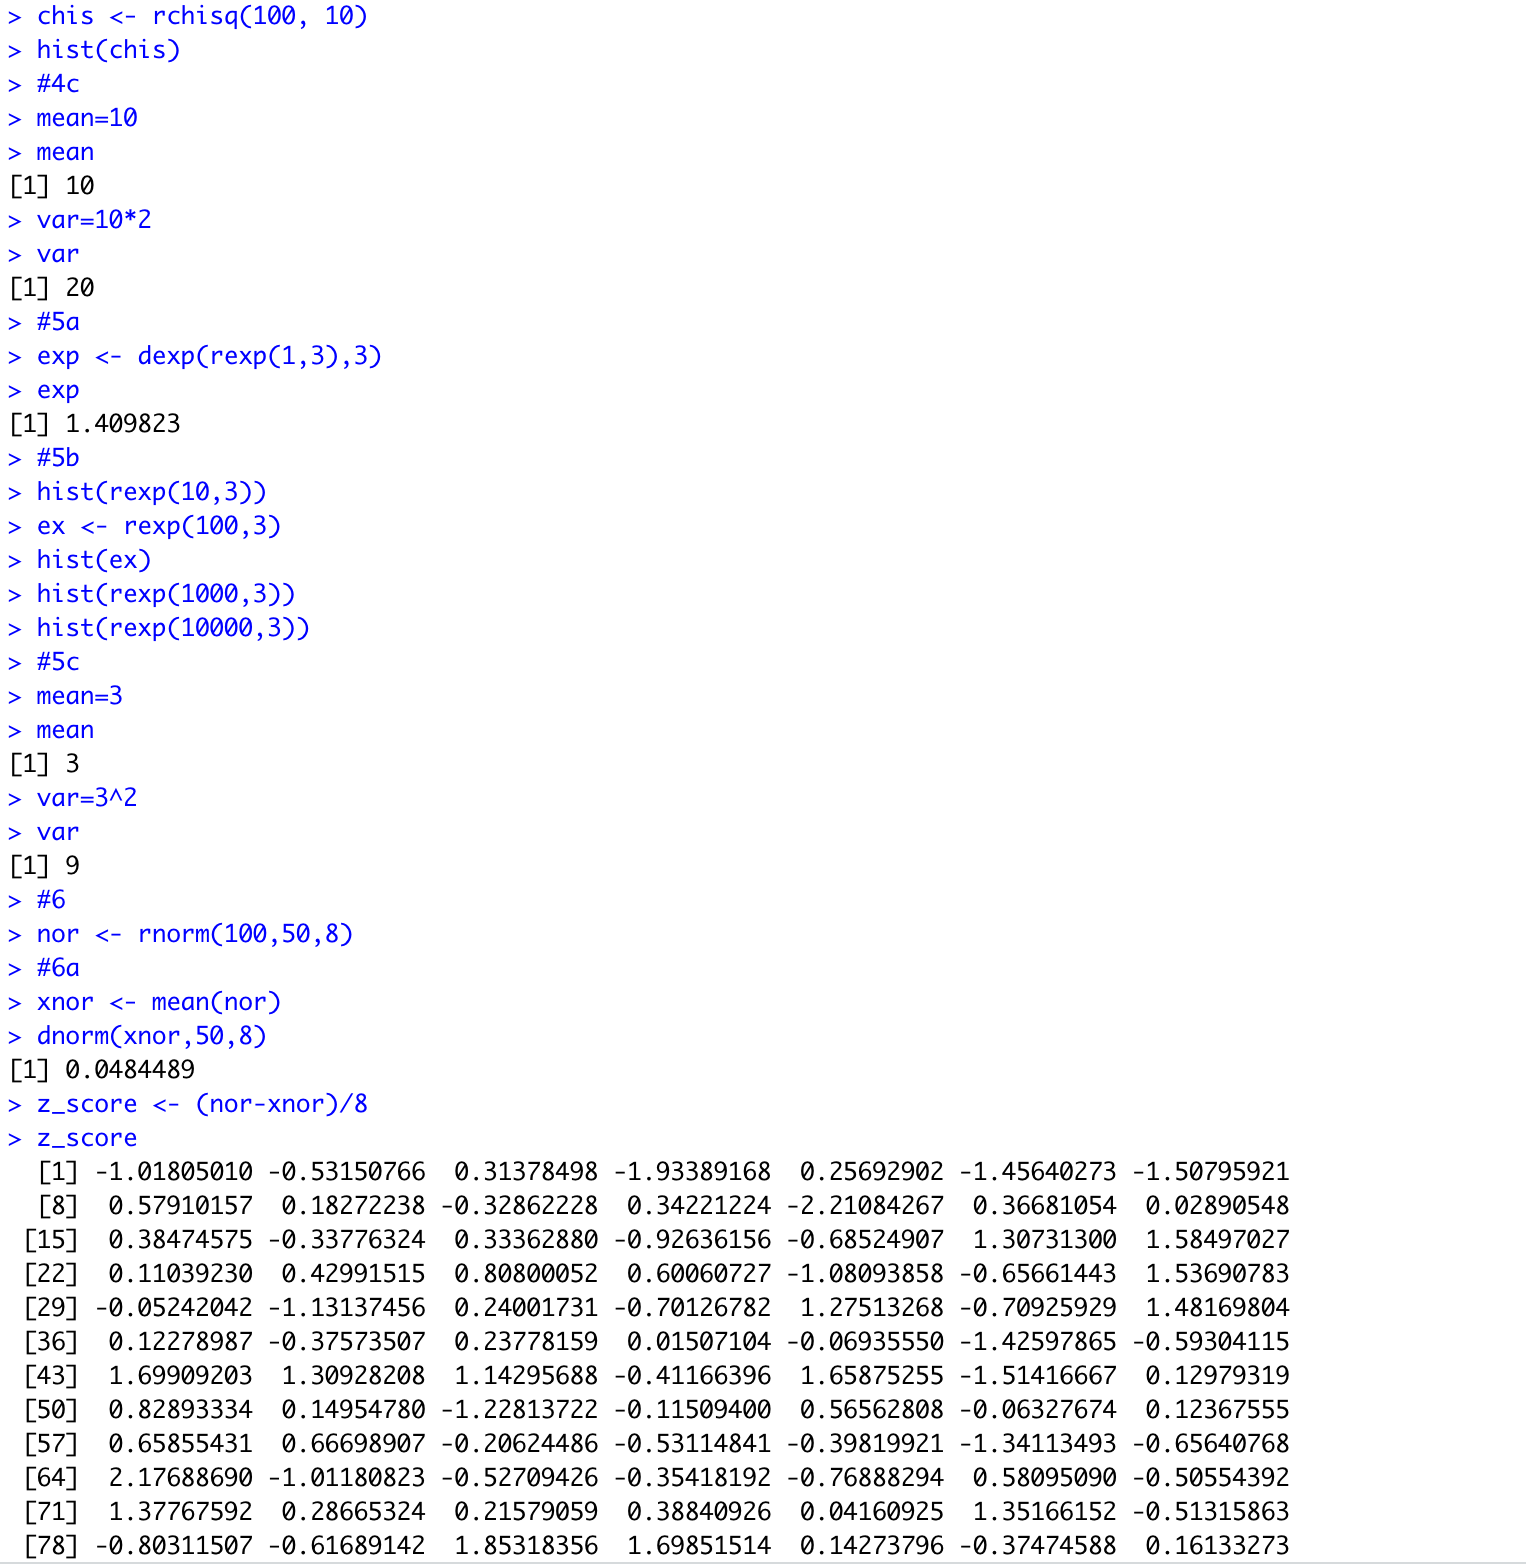 > chis <- rchisq(100, 10)
> hist(chis)
> #4c
> mean=10
> mean
[1] 10
> var=10*2
> var
[1] 20
> #5a
> exp <- dexp(rexp(1,3),3)
> exp
[1] 1.409823
> #5b
> hist(rexp(10,3))
> ex <- rexp(100,3)
> hist(ex)
> hist(rexp(1000,3))
> hist(rexp(10000,3))
> #5c
> mean=3
> mean
[1] 3
> var=3^2
> var
[1] 9
> #6
> nor <- rnorm(100,50,8)
> #6a
> xnor <- mean(nor)
> dnorm(xnor,50,8)
[1] 0.0484489
> z_score <- (nor-xnor)/8
> z_score
  [1] -1.01805010 -0.53150766  0.31378498 -1.93389168  0.25692902 -1.45640273 -1.50795921
  [8]  0.57910157  0.18272238 -0.32862228  0.34221224 -2.21084267  0.36681054  0.02890548
 [15]  0.38474575 -0.33776324  0.33362880 -0.92636156 -0.68524907  1.30731300  1.58497027
 [22]  0.11039230  0.42991515  0.80800052  0.60060727 -1.08093858 -0.65661443  1.53690783
 [29] -0.05242042 -1.13137456  0.24001731 -0.70126782  1.27513268 -0.70925929  1.48169804
 [36]  0.12278987 -0.37573507  0.23778159  0.01507104 -0.06935550 -1.42597865 -0.59304115
 [43]  1.69909203  1.30928208  1.14295688 -0.41166396  1.65875255 -1.51416667  0.12979319
 [50]  0.82893334  0.14954780 -1.22813722 -0.11509400  0.56562808 -0.06327674  0.12367555
 [57]  0.65855431  0.66698907 -0.20624486 -0.53114841 -0.39819921 -1.34113493 -0.65640768
 [64]  2.17688690 -1.01180823 -0.52709426 -0.35418192 -0.76888294  0.58095090 -0.50554392
 [71]  1.37767592  0.28665324  0.21579059  0.38840926  0.04160925  1.35166152 -0.51315863
 [78] -0.80311507 -0.61689142  1.85318356  1.69851514  0.14273796 -0.37474588  0.16133273